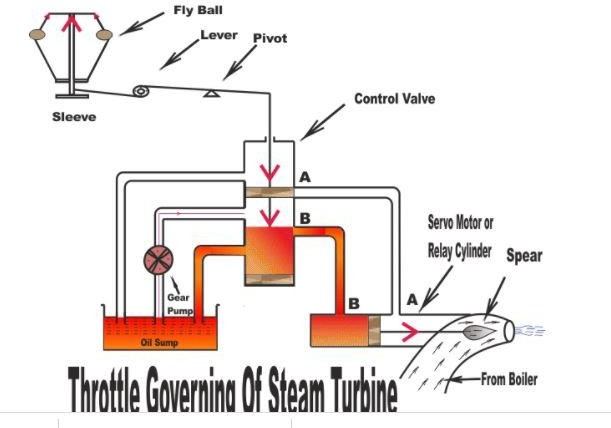 Fly Ball
Lever
Pivot
Sleeve
Control Valve
A
B
Servo Motor or
Relay Cylinder
Spear
Gear
Pump
B
A
Oil Sump
From Boiler
Throttle Governing Of Steam Turbine